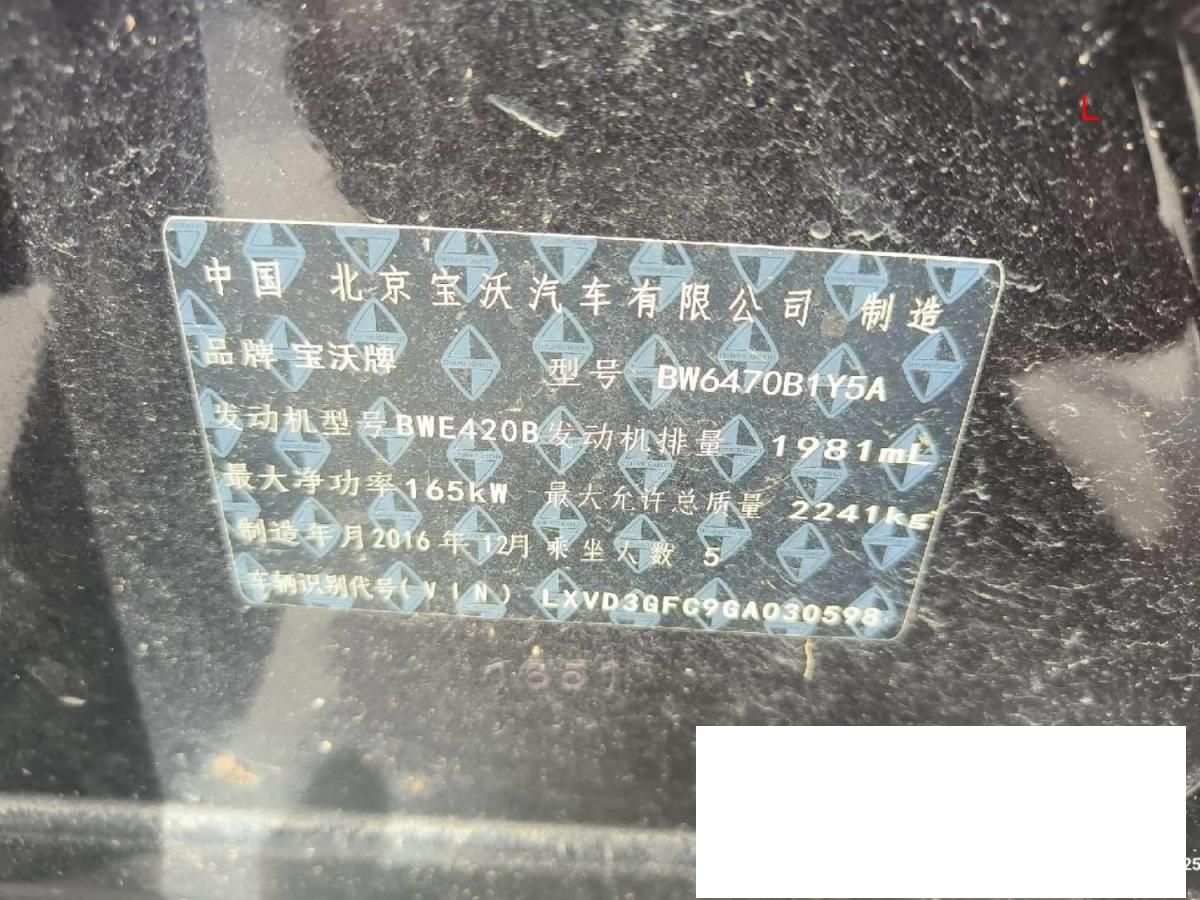 L
中国 北京宝沃汽车有限公司 制造
品牌 宝沃牌 型号 BW6470B1Y5A
发动机型号 BWE420B 发动机排量 1981mL
最大净功率 165kW 最大允许总质量 2241kg
制造年月 2016 年 12月 乘坐人数 5
车辆识别代号(VIN) LXVD3GFC9GA030598
1651
25